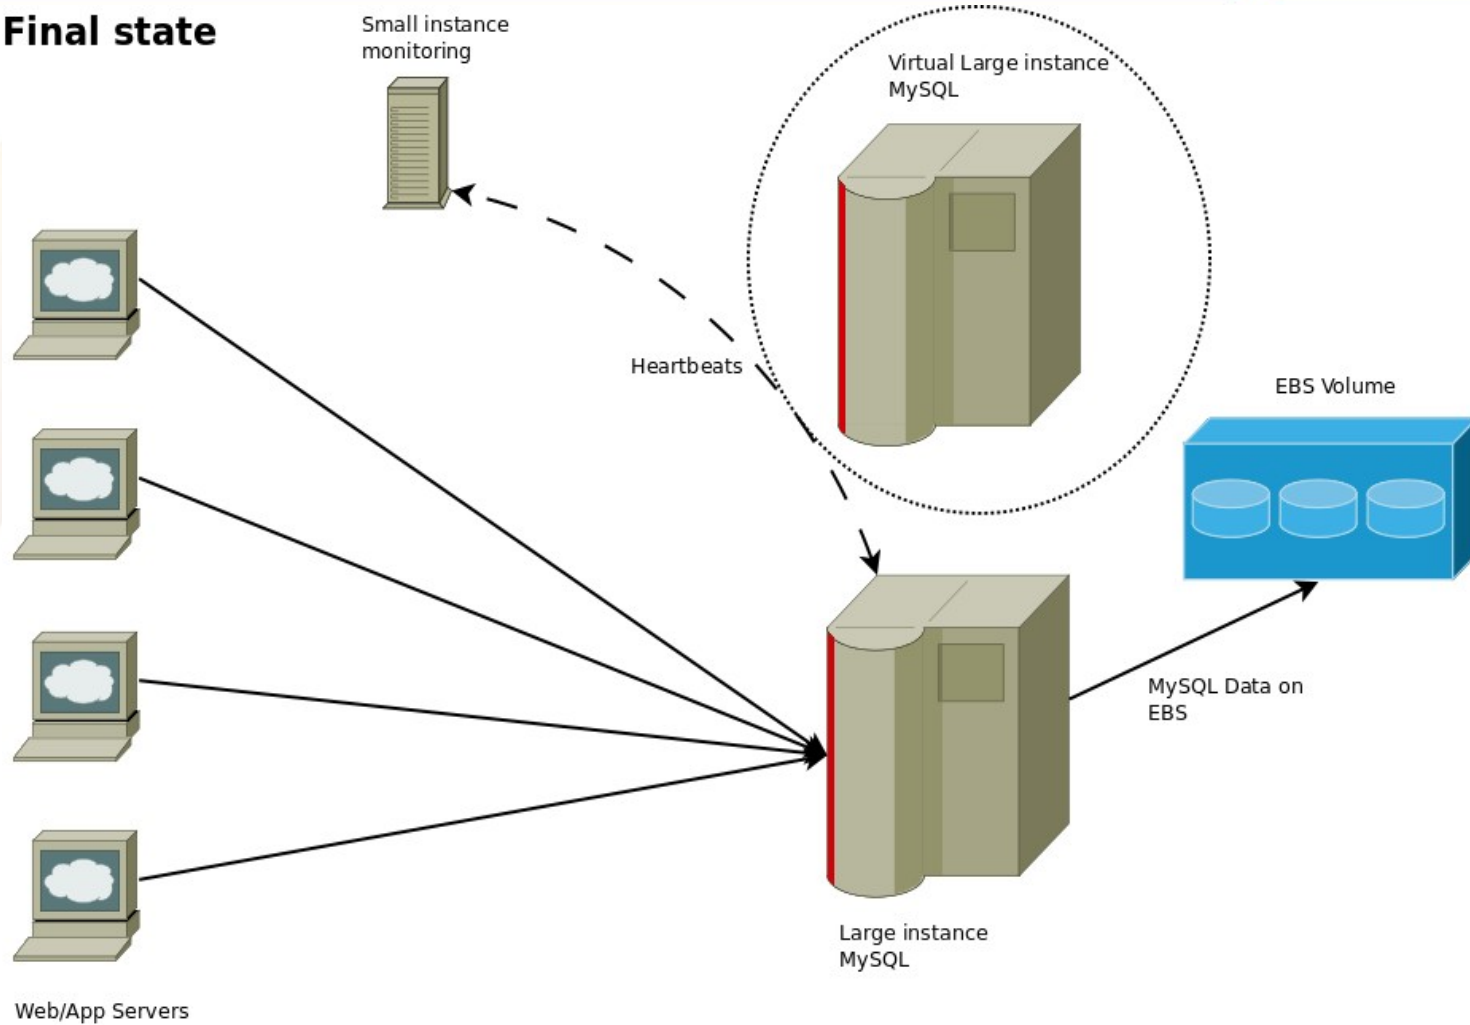 Final state
Small instance
monitoring
Virtual Large instance
MySQL
Heartbeats
EBS Volume
MySQL Data on
EBS
Large instance
MySQL
Web/App Servers